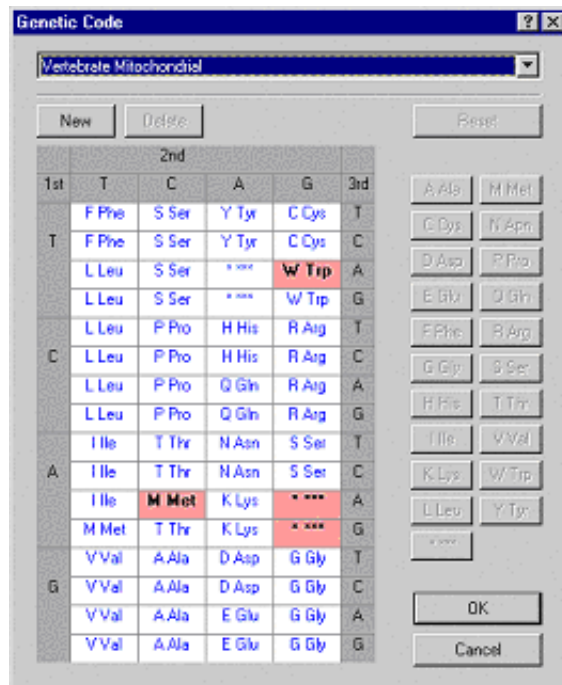 Genetic Code
Vertebrate Mitochondrial
New Delete Reset
2nd
1st T C A G 3rd
F Phe S Ser Y Tyr C Cys T
T F Phe S Ser Y Tyr C Cys C
L Leu S Ser * *** W Trp A
L Leu S Ser * *** W Trp G
L Leu P Pro H His R Arg T
C L Leu P Pro H His R Arg C
L Leu P Pro Q Gln R Arg A
L Leu P Pro Q Gln R Arg G
I Ile T Thr N Asn S Ser T
A I Ile T Thr N Asn S Ser C
I Ile M Met K Lys * *** A
M Met T Thr K Lys * *** G
V Val A Ala D Asp G Gly T
G V Val A Ala D Asp G Gly C
V Val A Ala E Glu G Gly A
V Val A Ala E Glu G Gly G
A Ala M Met
C Cys N Apn
D Asp P Pro
E Glu Q Gln
F Phe R Arg
G Gly S Ser
H His T Thr
I Ile V Val
K Lys W Trp
L Leu Y Tyr
* ***
OK
Cancel